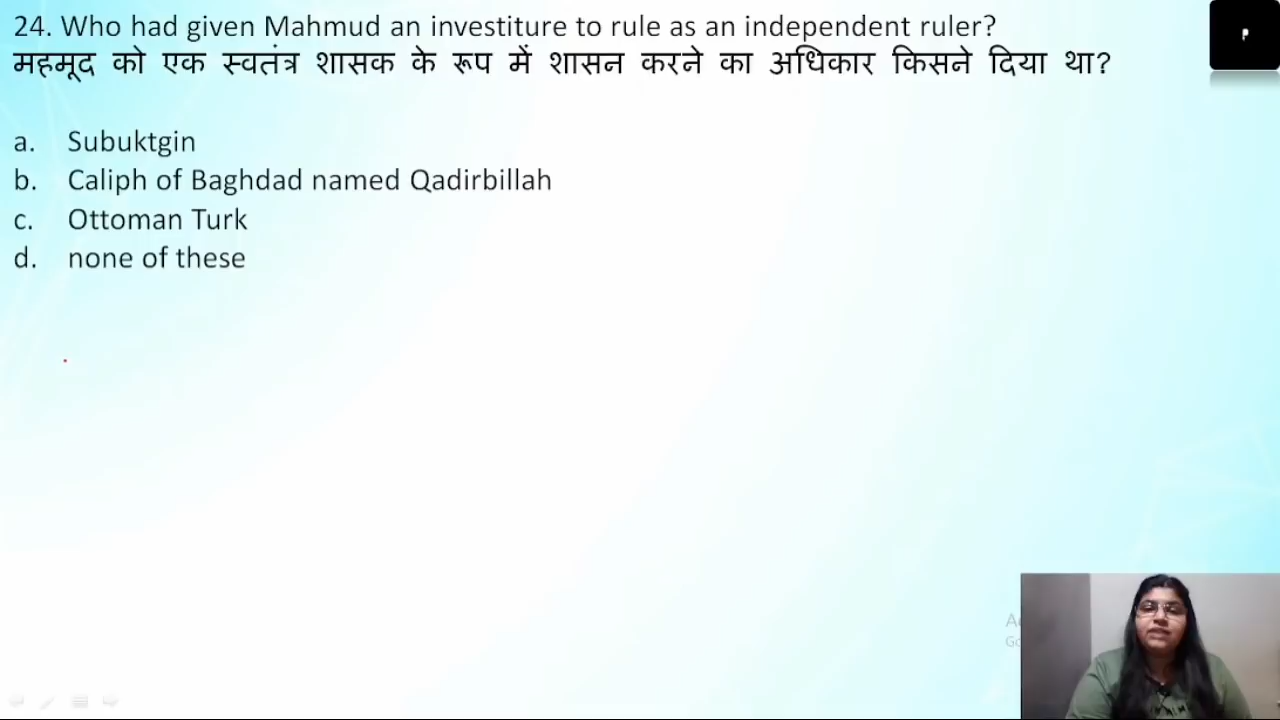 24. Who had given Mahmud an investiture to rule as an independent ruler?
महमूद को एक स्वतंत्र शासक के रूप में शासन करने का अधिकार किसने दिया था?
a. Subuktgin
b. Caliph of Baghdad named Qadirbillah
c. Ottoman Turk
d. none of these